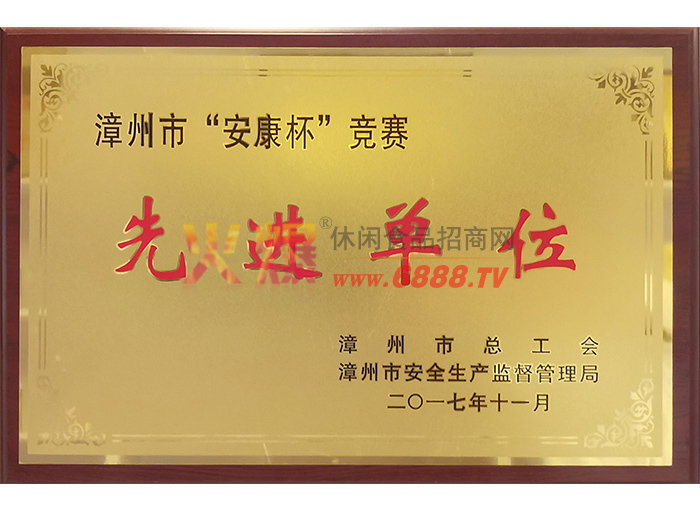 漳州市“安康杯”竞赛
先进单位
火爆®休闲食品招商网
www.6888.TV
漳州市总工会
漳州市安全生产监督管理局
二〇一七年十一月